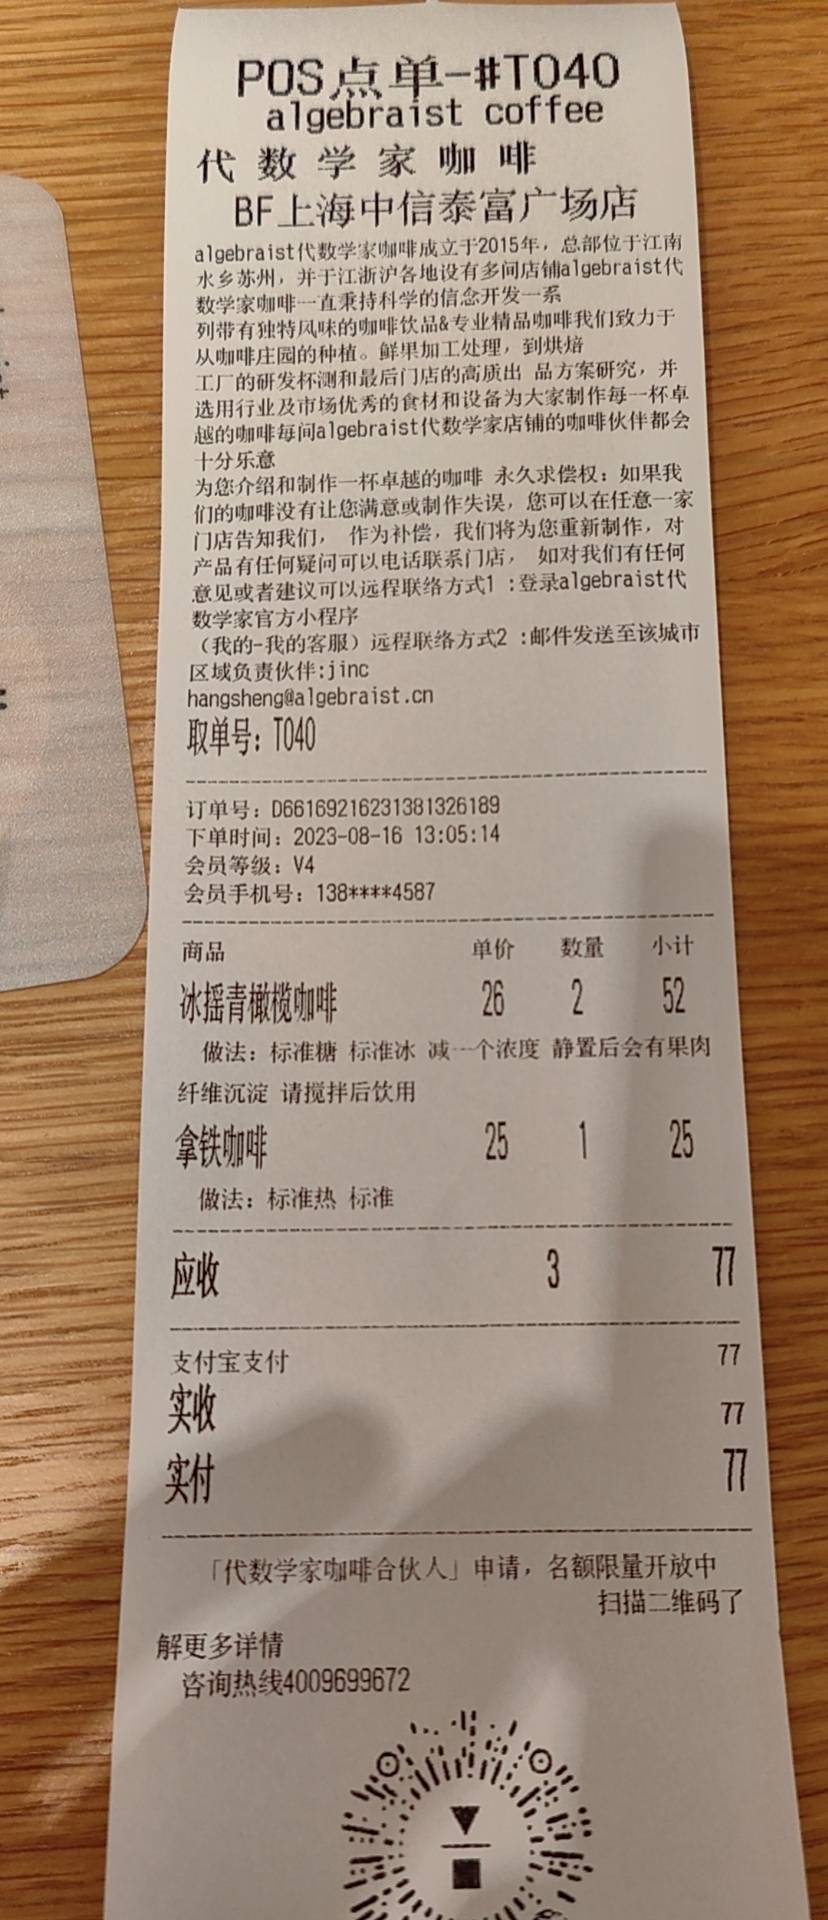 POS点单-#T040
algebraist coffee
代数学家咖啡
BF上海中信泰富广场店
algebraist代数学家咖啡成立于2015年，总部位于江南
水乡苏州，并于江浙沪各地设有多间店铺algebraist代
数学家咖啡一直秉持科学的信念开发一系
列带有独特风味的咖啡饮品&专业精品咖啡我们致力于
从咖啡庄园的种植。鲜果加工处理，到烘焙
工厂的研发杯测和最后门店的高质出 品方案研究，并
选用行业及市场优秀的食材和设备为大家制作每一杯卓
越的咖啡每间algebraist代数学家店铺的咖啡伙伴都会
十分乐意
为您介绍和制作一杯卓越的咖啡 永久求偿权：如果我
们的咖啡没有让您满意或制作失误，您可以在任意一家
门店告知我们， 作为补偿，我们将为您重新制作，对
产品有任何疑问可以电话联系门店， 如对我们有任何
意见或者建议可以远程联络方式1 :登录algebraist代
数学家官方小程序
（我的-我的客服）远程联络方式2 :邮件发送至该城市
区域负责伙伴:jinc
hangsheng@algebraist.cn
取单号：T040
订单号：D66169216231381326189
下单时间：2023-08-16 13:05:14
会员等级：V4
会员手机号：138****4587
商品 单价 数量 小计
冰摇青橄榄咖啡 26 2 52
做法：标准糖 标准冰 减一个浓度 静置后会有果肉
纤维沉淀 请搅拌后饮用
拿铁咖啡 25 1 25
做法：标准热 标准
应收 3 77
支付宝支付 77
实收 77
实付 77
「代数学家咖啡合伙人」申请，名额限量开放中
扫描二维码了
解更多详情
咨询热线4009699672